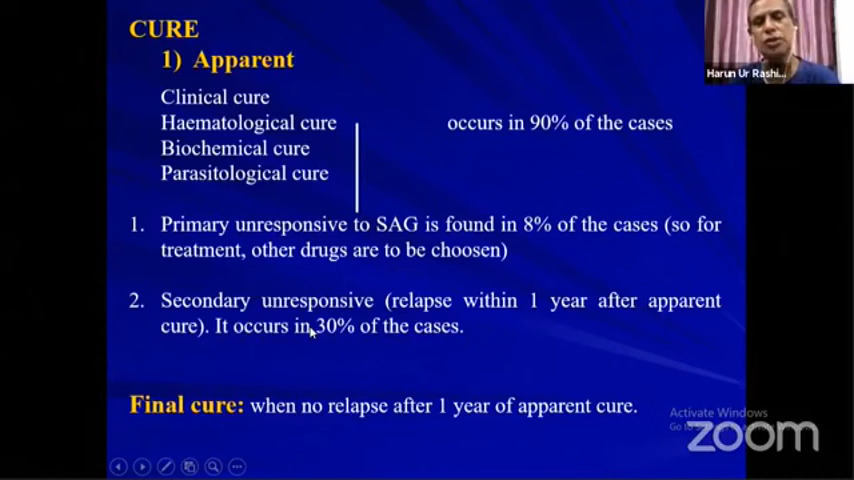 CURE
1) Apparent
Clinical cure
Haematological cure
occurs in 90% of the cases
Biochemical cure
Parasitological cure
1. Primary unresponsive to SAG is found in 8% of the cases (so for
treatment, other drugs are to be choosen)
2. Secondary unresponsive (relapse within 1 year after apparent
cure). It occurs in 30% of the cases.
Final cure: when no relapse after 1 year of apparent cure.
Harun Ur Rashi...
Activate Windows
Go to
zoom